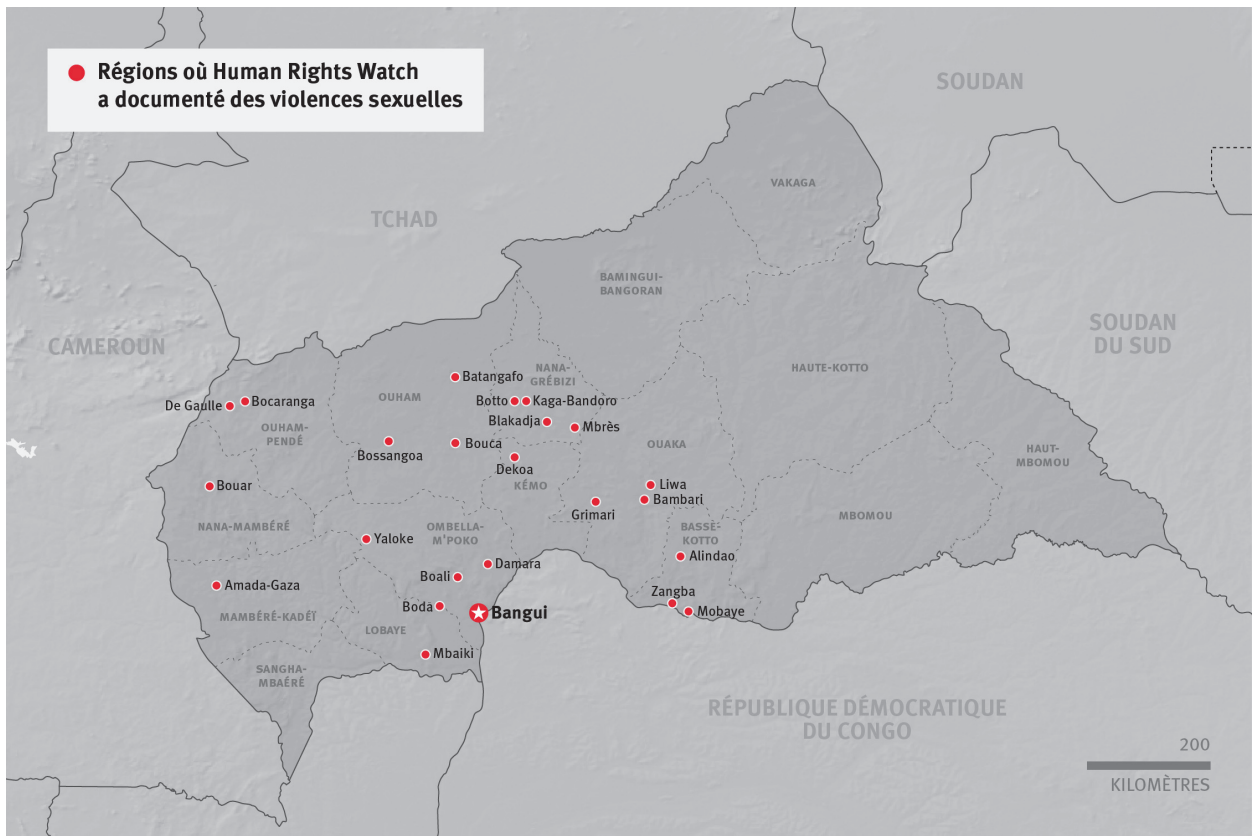 Régions où Human Rights Watch
a documenté des violences sexuelles
SOUDAN
VAKAGA
TCHAD
BAMINGUI-
BANGORAN
SOUDAN
DU SUD
CAMEROUN
HAUTE-KOTTO
NANA-
GRÉBIZI
Batangafo
OUHAM
Botto
Kaga-Bandoro
De Gaulle
Bocaranga
Blakadja
Mbrès
OUHAM-
PENDÉ
Bossangoa
Bouca
OUAKA
HAUT-
MBOMOU
Dekoa
KÉMO
Bouar
Liwa
Bambari
Grimari
MBOMOU
NANA-MAMBÉRÉ
OMBELLA-
M'POKO
BASSE-
KOTTO
Yaloke
Alindao
Damara
Boali
Amada-Gaza
Zangba
Mobaye
Boda
Bangui
MAMBÉRÉ-KADÉÏ
LOBAYE
Mbaiki
SANGHA-
MBAÉRÉ
RÉPUBLIQUE DÉMOCRATIQUE
DU CONGO
200
KILOMÈTRES